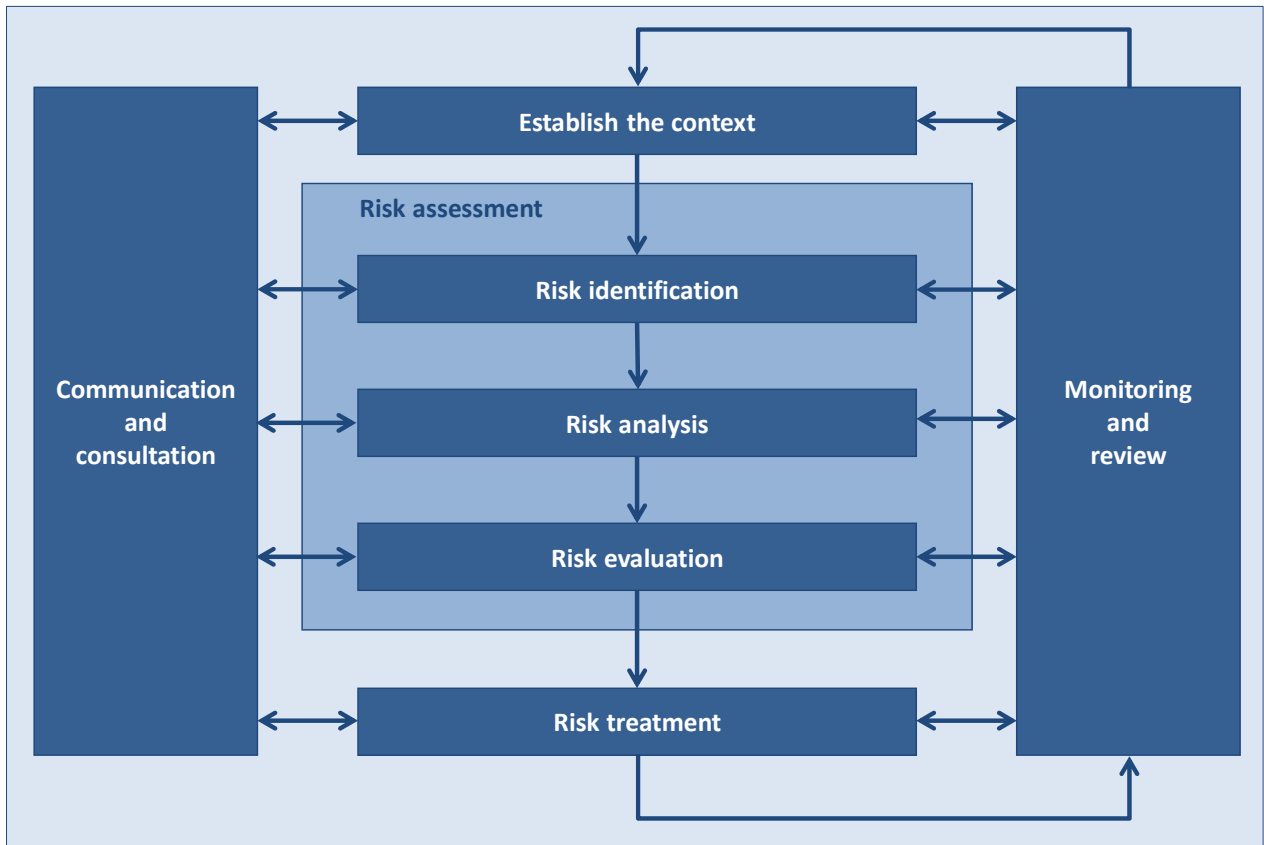 Establish the context
Risk assessment
Risk identification
Communication
and
consultation
Risk analysis
Monitoring
and
review
Risk evaluation
Risk treatment